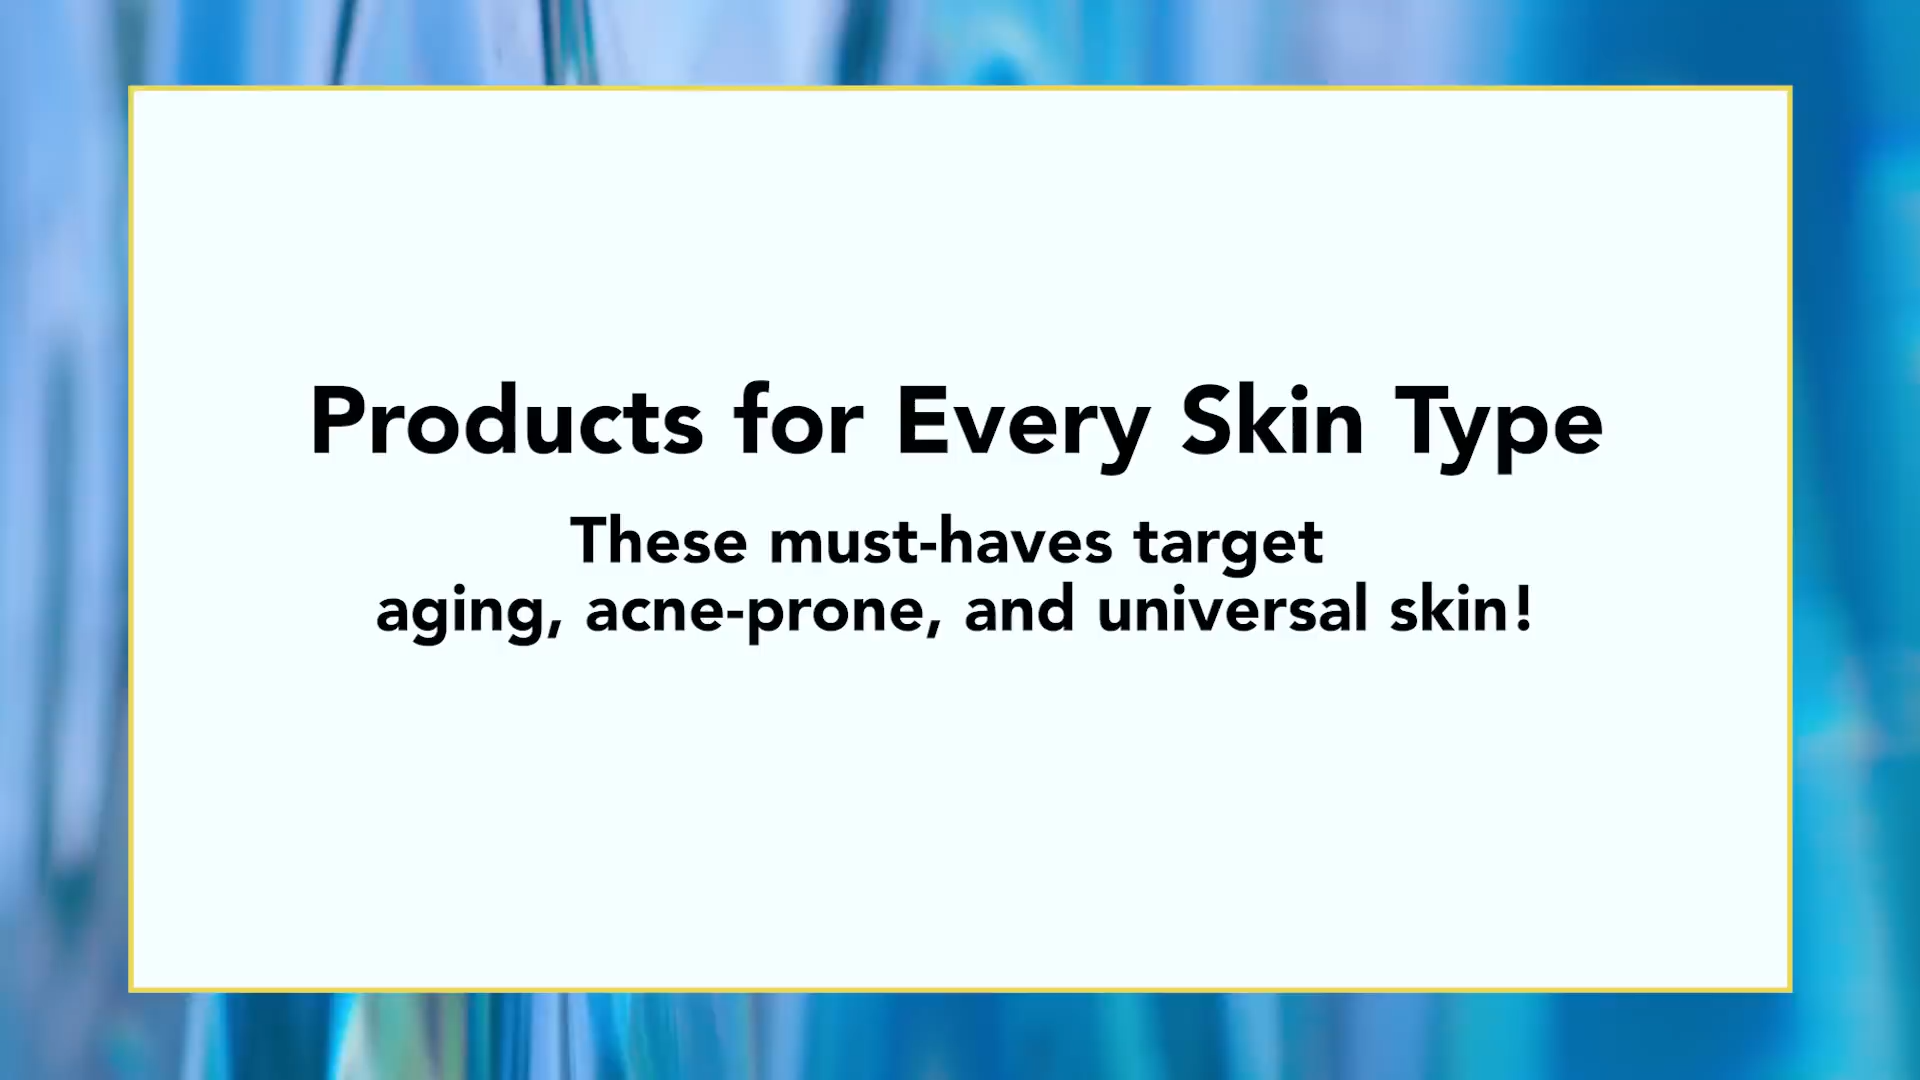 Products for Every Skin Type
These must-haves target
aging, acne-prone, and universal skin!